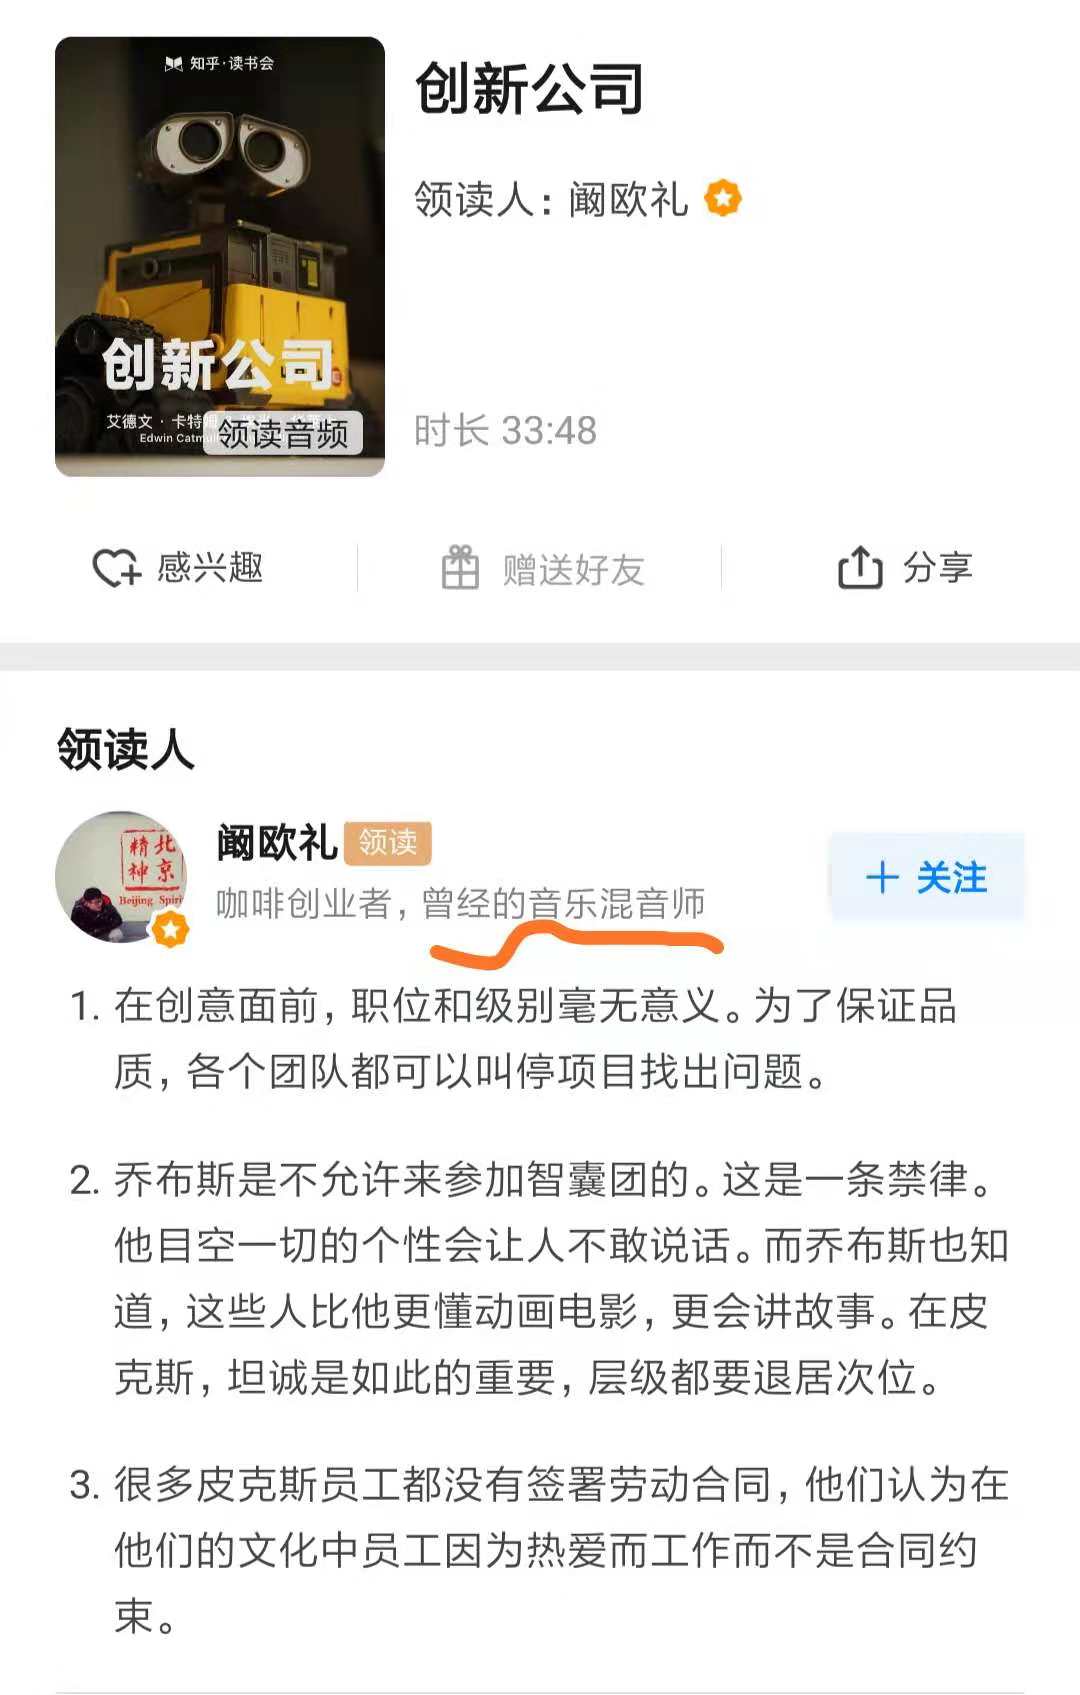 知乎·读书会
创新公司
领读人：阚欧礼
创新公司
艾德文·卡特
Edwin Catmu
领读音频
时长 33:48
感兴趣
赠送好友
分享
领读人
精神
北京
Beijing Spiri
阚欧礼 领读
咖啡创业者，曾经的音乐混音师
＋ 关注
1. 在创意面前，职位和级别毫无意义。为了保证品
质，各个团队都可以叫停项目找出问题。
2. 乔布斯是不允许来参加智囊团的。这是一条禁律。
他目空一切的个性会让人不敢说话。而乔布斯也知
道，这些人比他更懂动画电影，更会讲故事。在皮
克斯，坦诚是如此的重要，层级都要退居次位。
3. 很多皮克斯员工都没有签署劳动合同，他们认为在
他们的文化中员工因为热爱而工作而不是合同约
束。